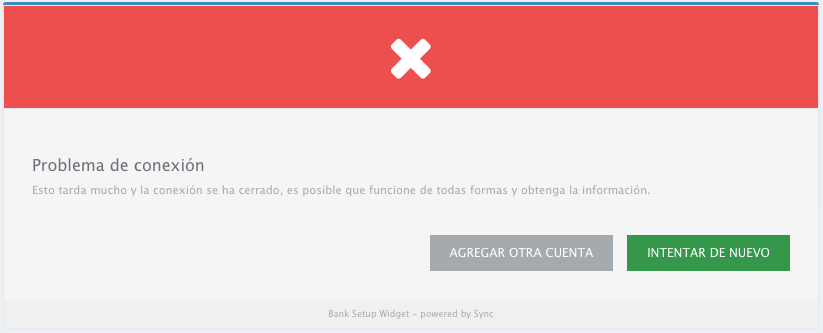 Problema de conexión
Esto tarda mucho y la conexión se ha cerrado, es posible que funcione de todas formas y obtenga la información.
AGREGAR OTRA CUENTA
INTENTAR DE NUEVO
Bank Setup Widget - powered by Sync